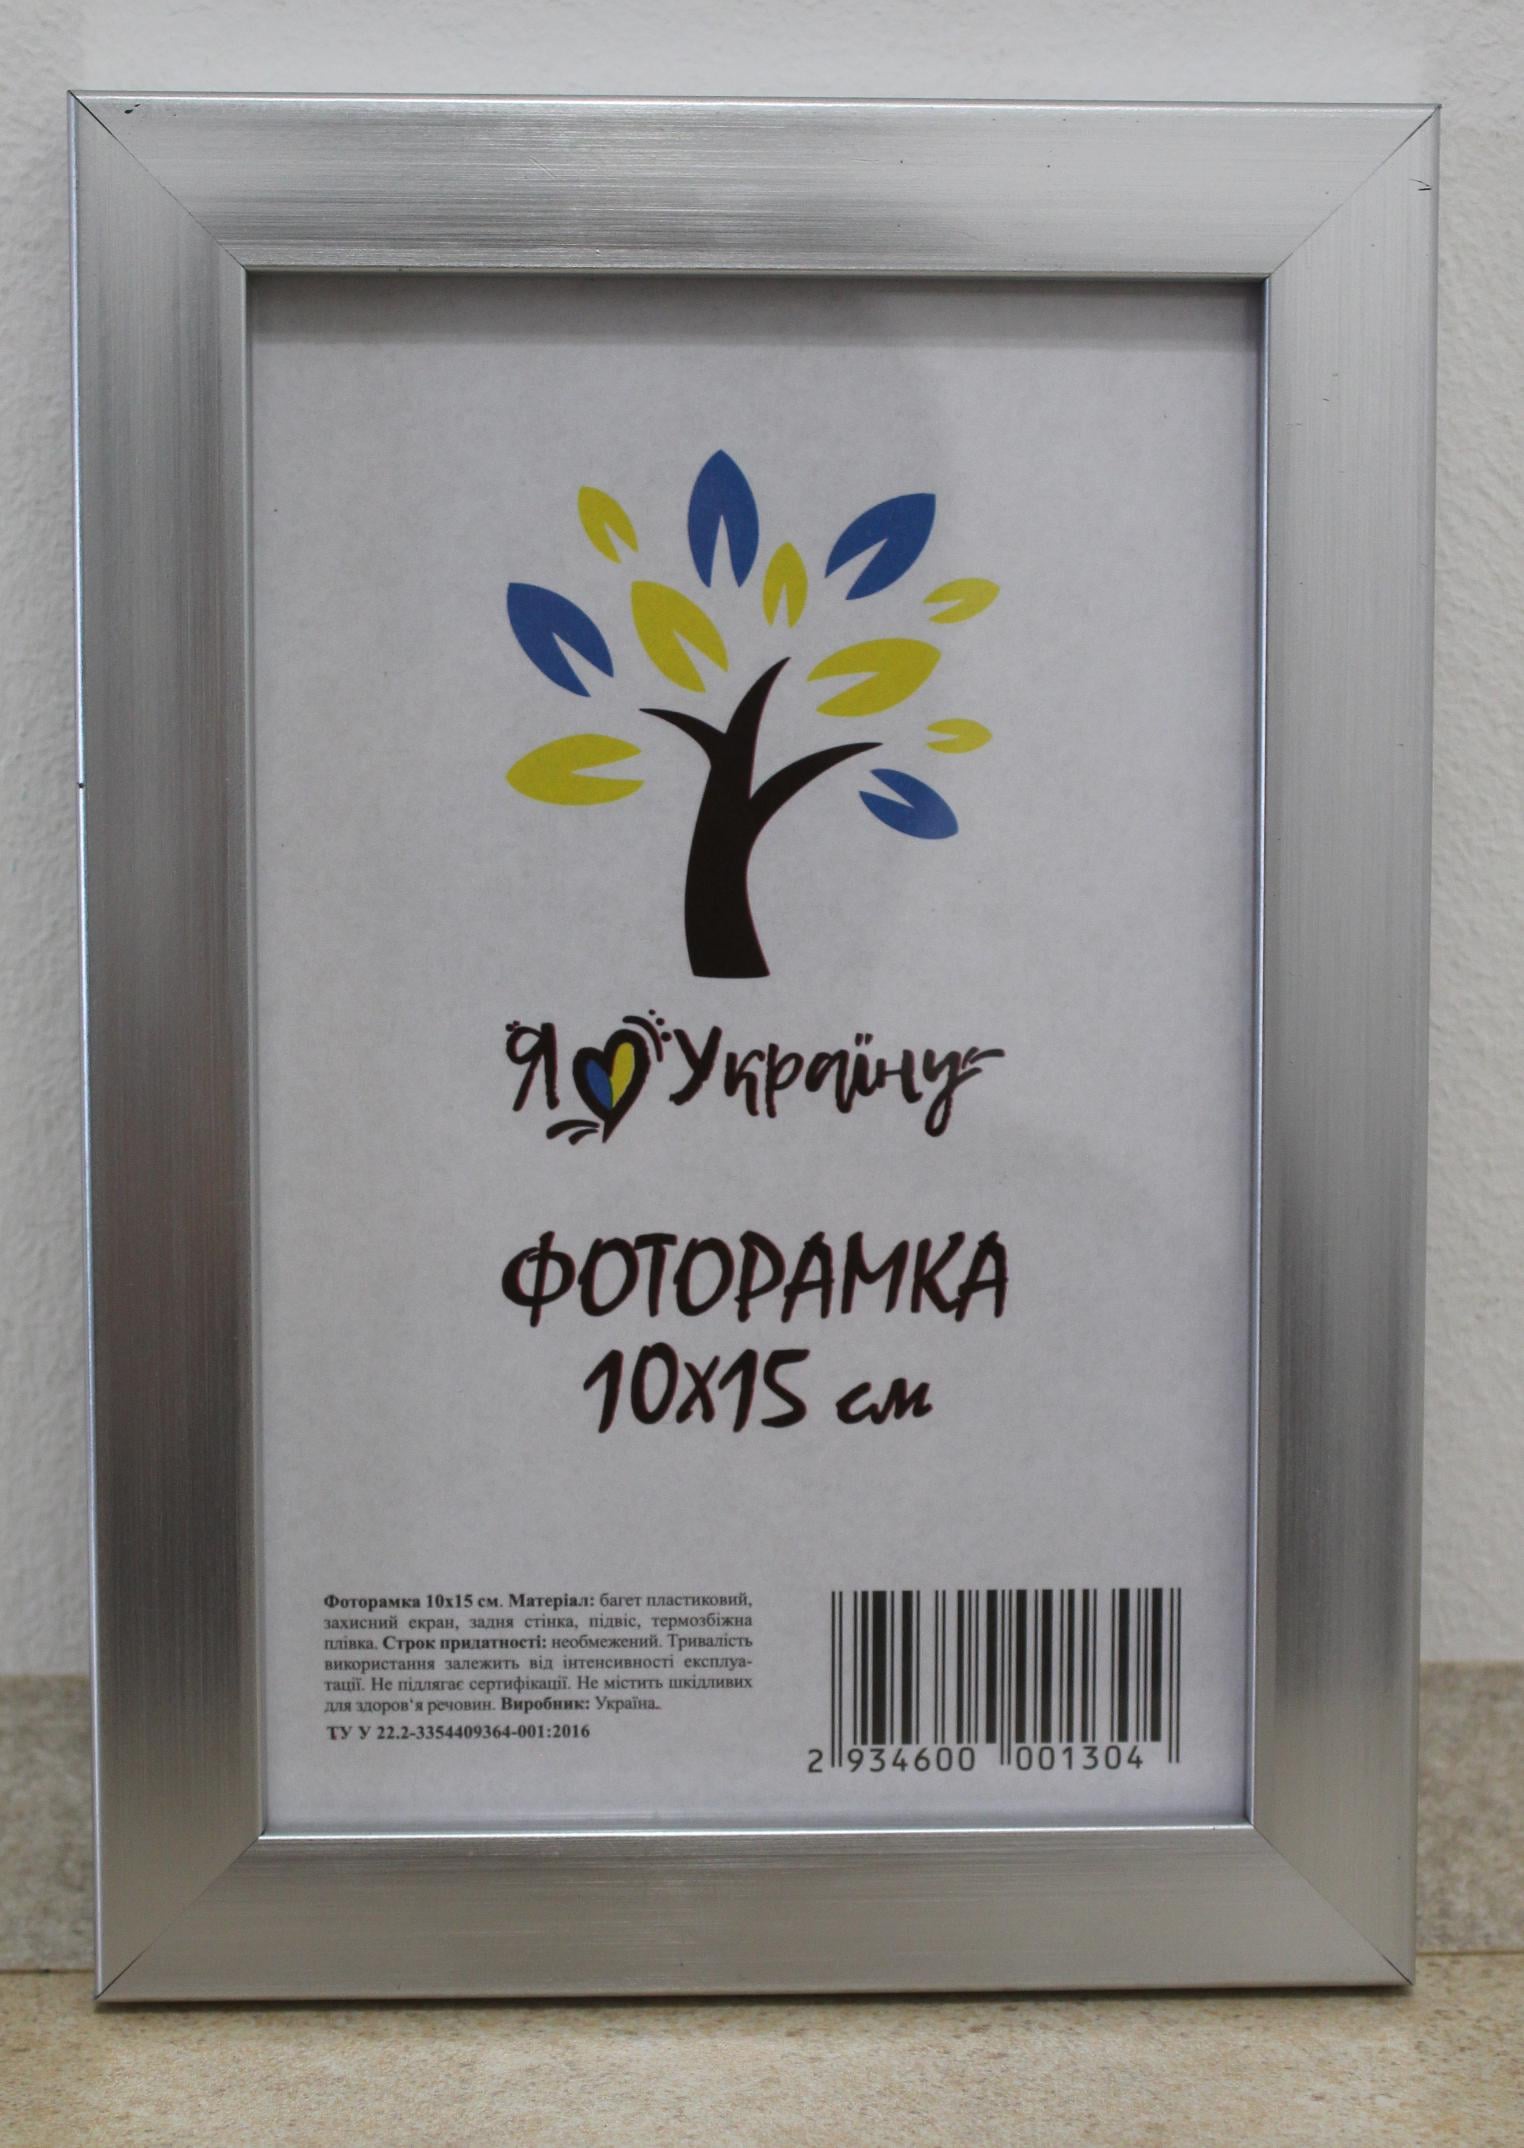 Я Україну
ФОТОРАМКА
10x15 см
Фоторамка 10x15 см. Матеріал: багет пластиковий,
захисний екран, задня стінка, підвіс, термозбіжна
плівка. Строк придатності: необмежений. Тривалість
використання залежить від інтенсивності експлуа-
тації. Не підлягає сертифікації. Не містить шкідливих
для здоров'я речовин. Виробник: Україна.
ТУ У 22.2-3354409364-001:2016
2 934600 001304